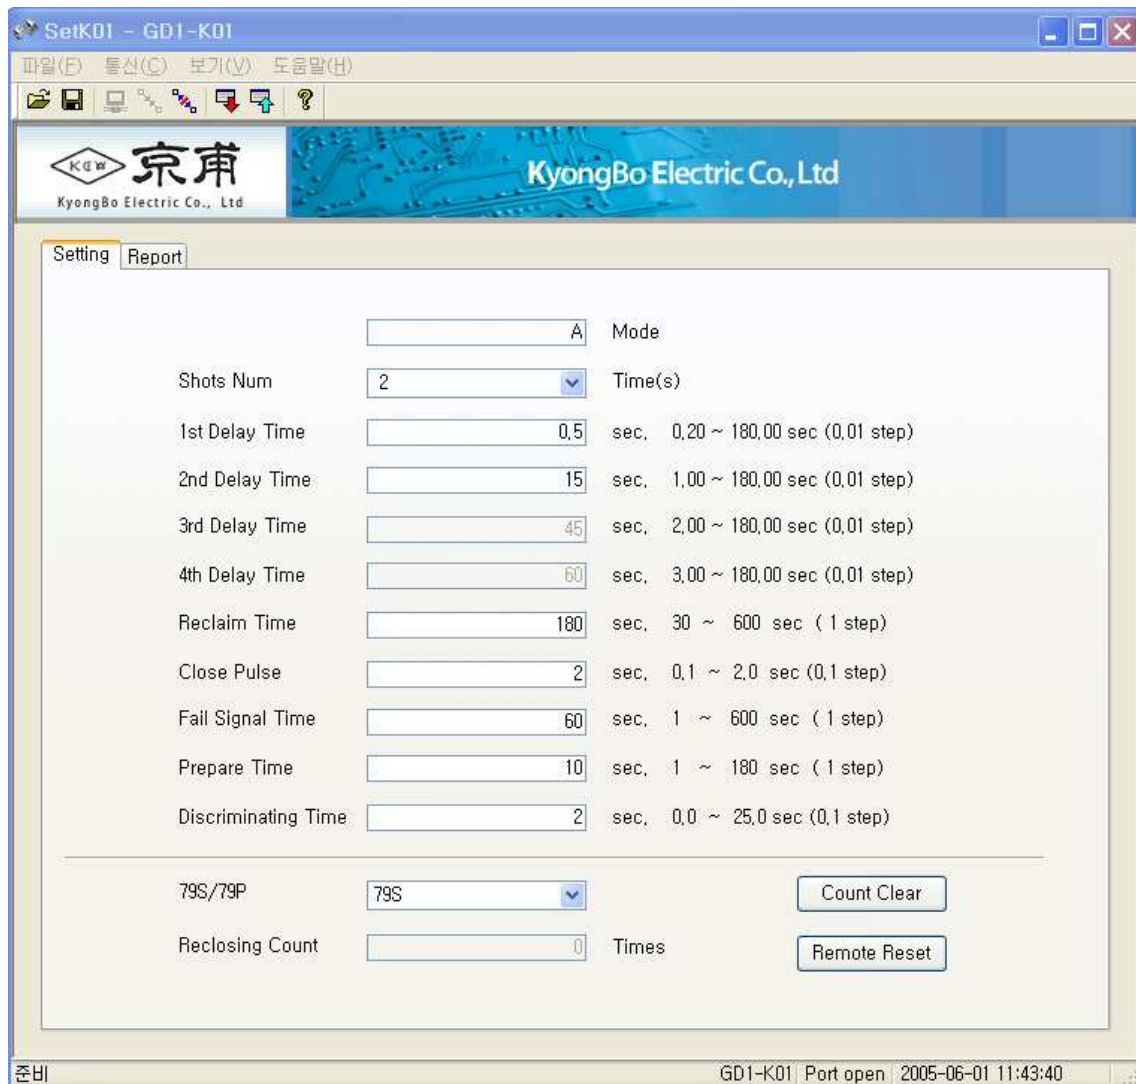 SetK01 - GD1-K01
파일(F) 통신(C) 보기(V) 도움말(H)
KEW 京甫
KyongBo Electric Co., Ltd
KyongBo Electric Co., Ltd
Setting Report
A Mode
Shots Num 2 Time(s)
1st Delay Time 0.5 sec, 0.20 ~ 180.00 sec (0.01 step)
2nd Delay Time 15 sec, 1.00 ~ 180.00 sec (0.01 step)
3rd Delay Time 45 sec, 2.00 ~ 180.00 sec (0.01 step)
4th Delay Time 60 sec, 3.00 ~ 180.00 sec (0.01 step)
Reclaim Time 180 sec, 30 ~ 600 sec ( 1 step)
Close Pulse 2 sec, 0.1 ~ 2.0 sec (0.1 step)
Fail Signal Time 60 sec, 1 ~ 600 sec ( 1 step)
Prepare Time 10 sec, 1 ~ 180 sec ( 1 step)
Discriminating Time 2 sec, 0.0 ~ 25.0 sec (0.1 step)
79S/79P 79S Count Clear
Reclosing Count 0 Times Remote Reset
준비 GD1-K01 Port open 2005-06-01 11:43:40